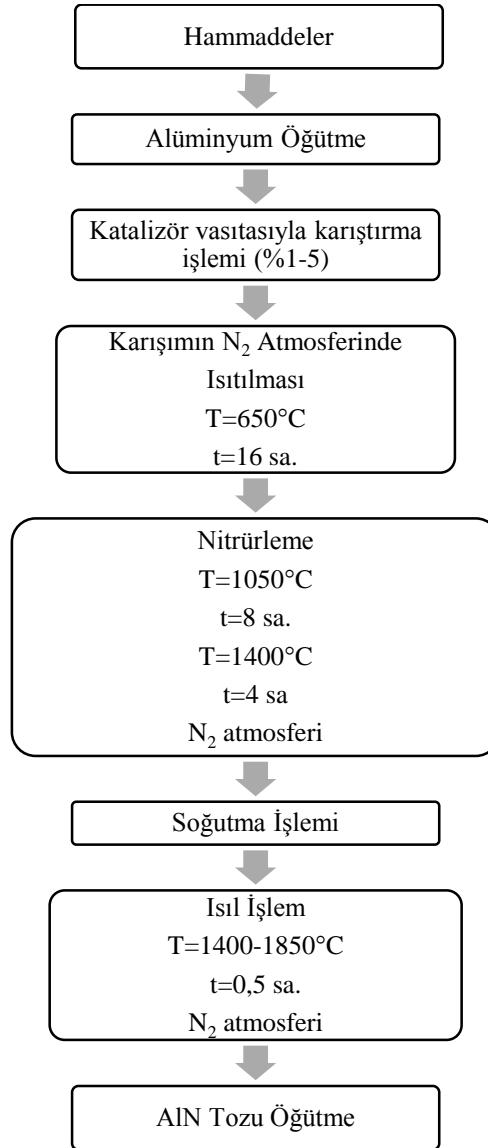 Hammaddeler
Alüminyum Öğütme
Katalizör vasıtasıyla karıştırma
işlemi (%1-5)
Karışımın N₂ Atmosferinde
Isıtılması
T=650°C
t=16 sa.
Nitrürleme
T=1050°C
t=8 sa.
T=1400°C
t=4 sa
N₂ atmosferi
Soğutma İşlemi
Isıl İşlem
T=1400-1850°C
t=0,5 sa.
N₂ atmosferi
AlN Tozu Öğütme